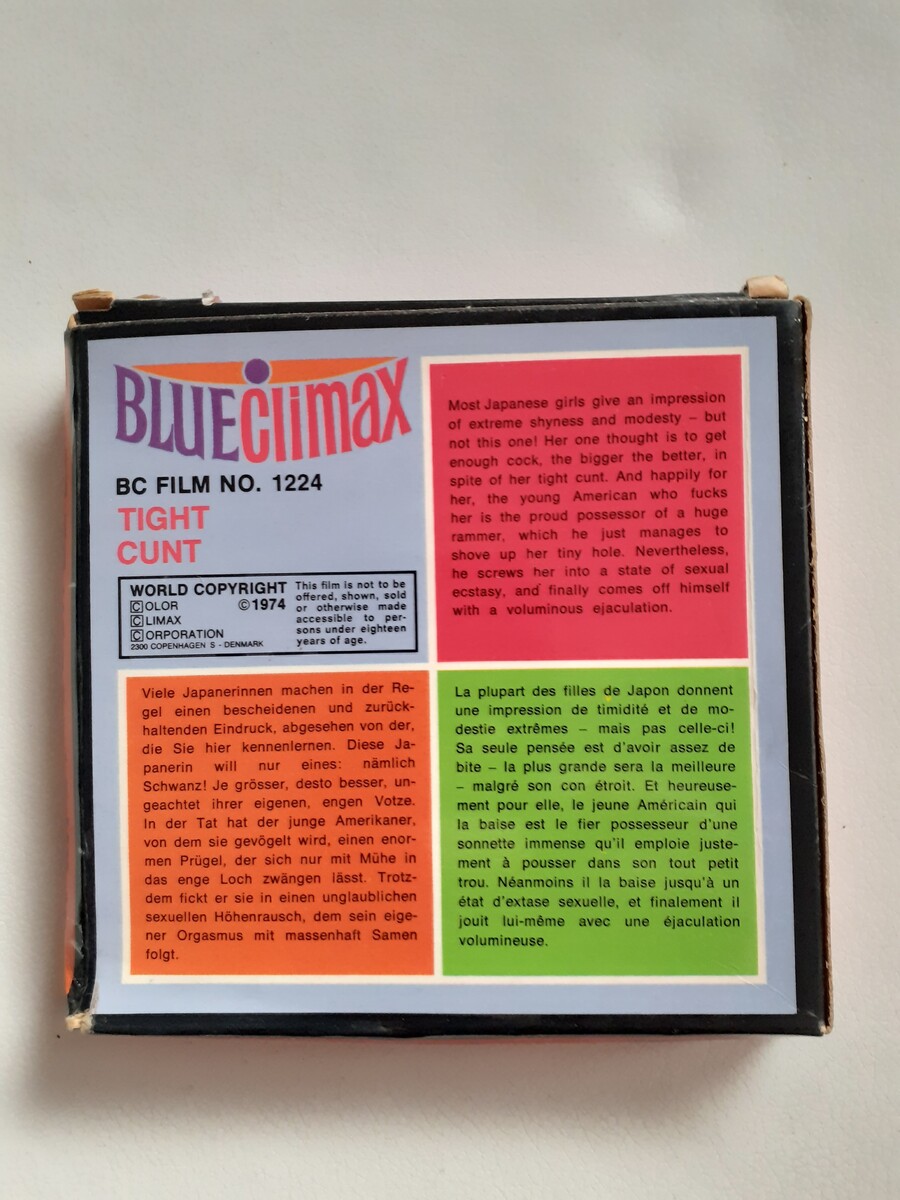 BLUE Climax
BC FILM NO. 1224
TIGHT
CUNT
WORLD COPYRIGHT
©1974
COLOR
CLIMAX
CORPORATION
2300 COPENHAGEN S - DENMARK
This film is not to be
offered, shown, sold
or otherwise made
accessible to per-
sons under eighteen
years of age.
Most Japanese girls give an impression
of extreme shyness and modesty – but
not this one! Her one thought is to get
enough cock, the bigger the better, in
spite of her tight cunt. And happily for
her, the young American who fucks
her is the proud possessor of a huge
rammer, which he just manages to
shove up her tiny hole. Nevertheless,
he screws her into a state of sexual
ecstasy, and finally comes off himself
with a voluminous ejaculation.
Viele Japanerinnen machen in der Re-
gel einen bescheidenen und zurück-
haltenden Eindruck, abgesehen von der,
die Sie hier kennenlernen. Diese Ja-
panerin will nur eines: nämlich
Schwanz! Je grösser, desto besser, un-
geachtet ihrer eigenen, engen Votze.
In der Tat hat der junge Amerikaner,
von dem sie gevögelt wird, einen enor-
men Prügel, der sich nur mit Mühe in
das enge Loch zwängen lässt. Trotz-
dem fickt er sie in einen unglaublichen
sexuellen Höhenrausch, dem sein eige-
ner Orgasmus mit massenhaft Samen
folgt.
La plupart des filles de Japon donnent
une impression de timidité et de mo-
destie extrêmes – mais pas celle-ci!
Sa seule pensée est d'avoir assez de
bite – la plus grande sera la meilleure
– malgré son con étroit. Et heureuse-
ment pour elle, le jeune Américain qui
la baise est le fier possesseur d'une
sonnette immense qu'il emploie juste-
ment à pousser dans son tout petit
trou. Néanmoins il la baise jusqu'à un
état d'extase sexuelle, et finalement il
jouit lui-même avec une éjaculation
volumineuse.